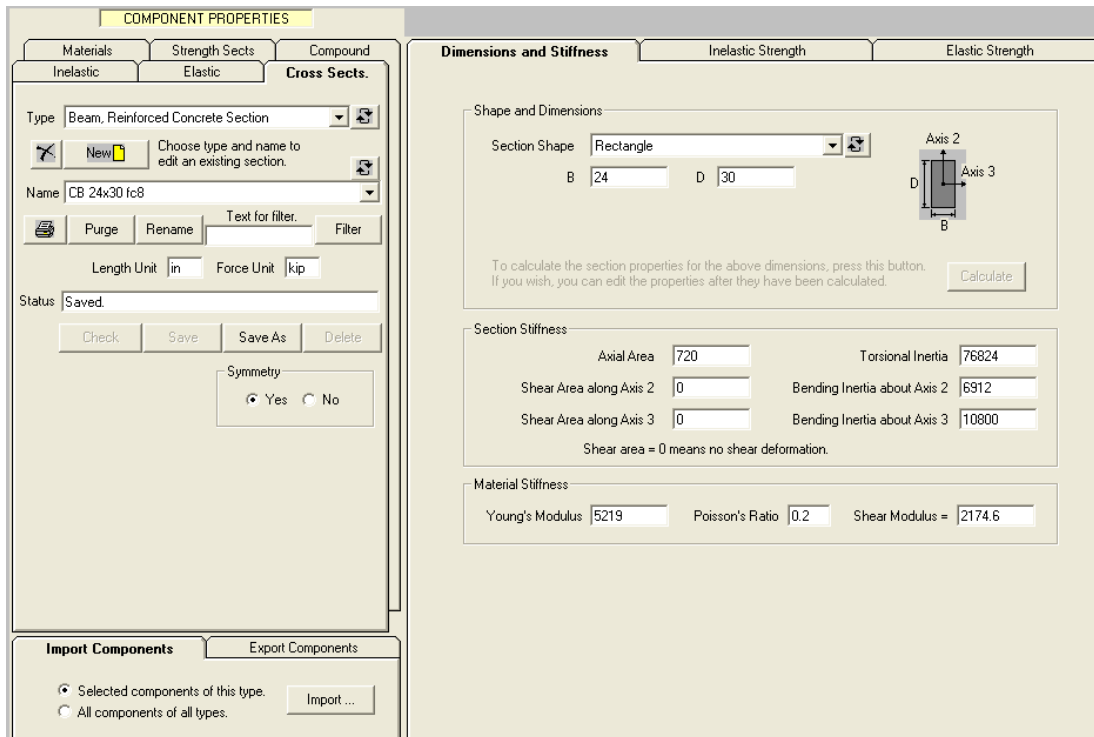 COMPONENT PROPERTIES
Materials Strength Sects Compound
Inelastic Elastic Cross Sects.
Type Beam, Reinforced Concrete Section
New Choose type and name to
edit an existing section.
Name CB 24x30 fc8
Text for filter.
Purge Rename Filter
Length Unit in Force Unit kip
Status Saved.
Check Save Save As Delete
Symmetry
Yes No
Import Components Export Components
Selected components of this type.
All components of all types.
Import ...
Dimensions and Stiffness Inelastic Strength Elastic Strength
Shape and Dimensions
Section Shape Rectangle
B 24 D 30
Axis 2
Axis 3
D
B
To calculate the section properties for the above dimensions, press this button.
If you wish, you can edit the properties after they have been calculated.
Calculate
Section Stiffness
Axial Area 720 Torsional Inertia 76824
Shear Area along Axis 2 0 Bending Inertia about Axis 2 6912
Shear Area along Axis 3 0 Bending Inertia about Axis 3 10800
Shear area = 0 means no shear deformation.
Material Stiffness
Young's Modulus 5219 Poisson's Ratio 0.2 Shear Modulus = 2174.6